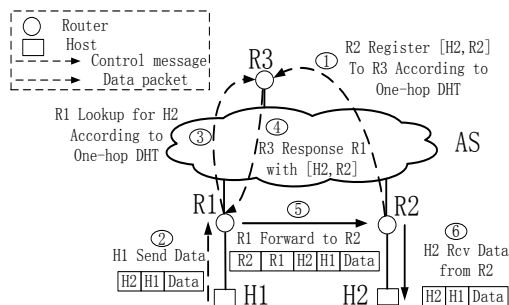 Router
Host
Control message
Data packet
R3
①
R2 Register [H2,R2]
To R3 According to
One-hop DHT
R1 Lookup for H2
According to
One-hop DHT
③
④
R3 Response R1
with [H2,R2]
AS
R1
⑤
R2
②
H1 Send Data
H2 H1 Data
R1 Forward to R2
R2 R1 H2 H1 Data
⑥
H2 Rcv Data
from R2
H2 H1 Data
H1
H2